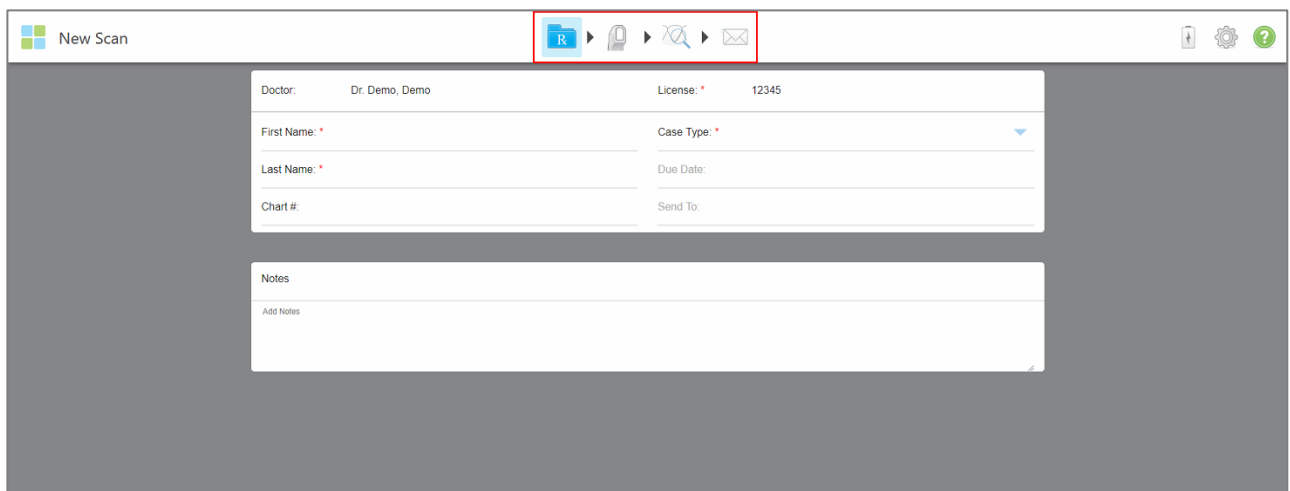 New Scan R ?
Doctor: Dr. Demo, Demo License: * 12345
First Name: * Case Type: *
Last Name: * Due Date:
Chart #: Send To:
Notes
Add Notes